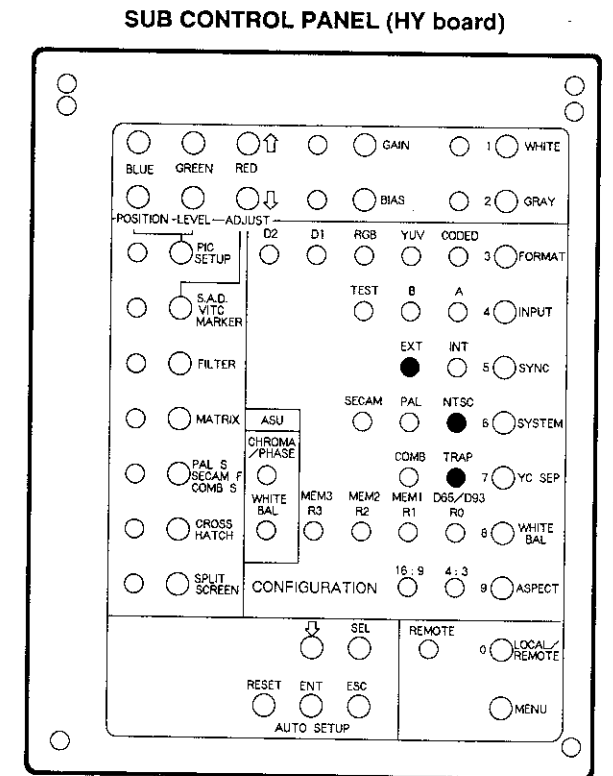 SUB CONTROL PANEL (HY board)
GAIN 1 WHITE
BLUE GREEN RED
BIAS 2 GRAY
POSITION LEVEL ADJUST
D2 D1 RGB YUV CODED
PIC
SETUP
3 FORMAT
TEST B A
S.A.D.
VITC
MARKER
4 INPUT
EXT INT
FILTER
5 SYNC
SECAM PAL NTSC
MATRIX
ASU
6 SYSTEM
CHROMA
/PHASE
COMB TRAP
PAL S
SECAM F
COMB S
7 YC SEP
WHITE
BAL
MEM3 MEM2 MEM1 D65/D93
R3 R2 R1 R0
CROSS
HATCH
8 WHITE
BAL
16:9 4:3
SPLIT
SCREEN
CONFIGURATION
9 ASPECT
SEL REMOTE
0 LOCAL/
REMOTE
RESET ENT ESC
MENU
AUTO SETUP